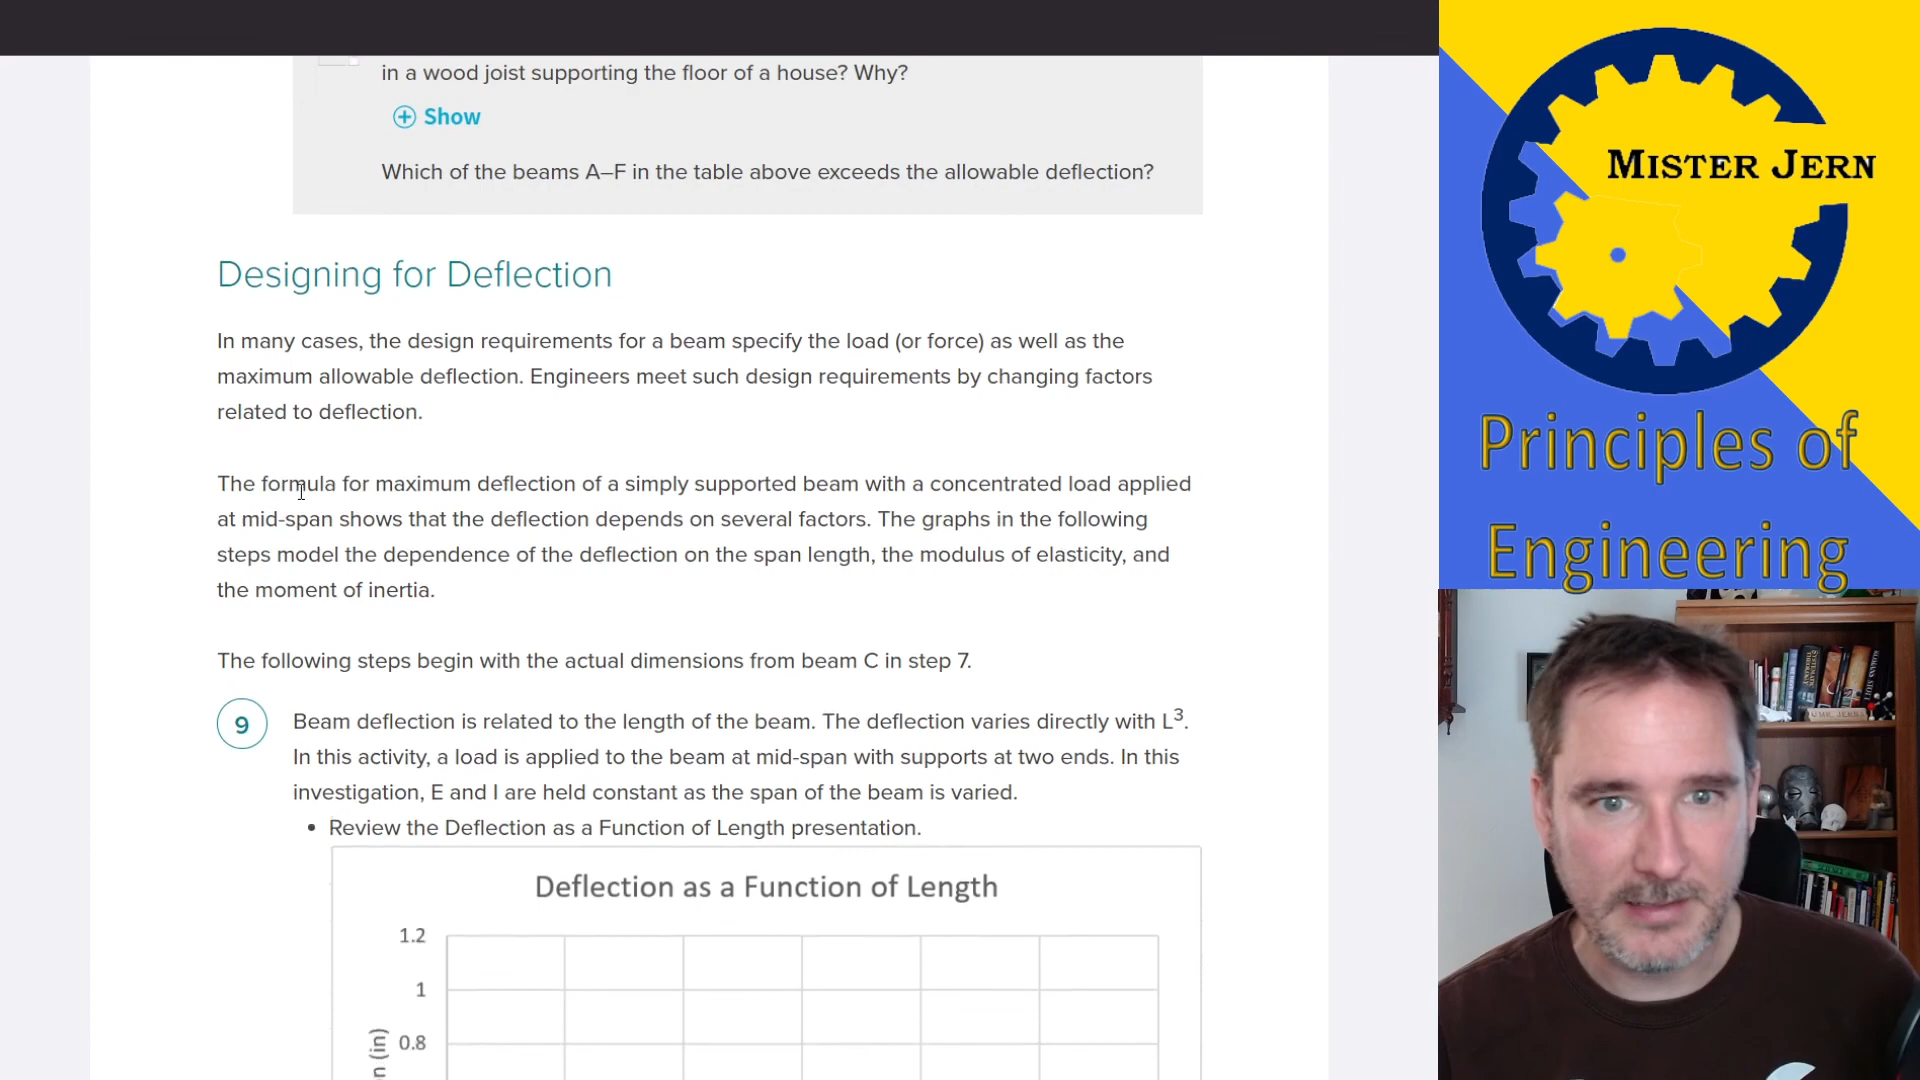 in a wood joist supporting the floor of a house? Why?
Show
Which of the beams A–F in the table above exceeds the allowable deflection?
Designing for Deflection
In many cases, the design requirements for a beam specify the load (or force) as well as the
maximum allowable deflection. Engineers meet such design requirements by changing factors
related to deflection.
The formula for maximum deflection of a simply supported beam with a concentrated load applied
at mid-span shows that the deflection depends on several factors. The graphs in the following
steps model the dependence of the deflection on the span length, the modulus of elasticity, and
the moment of inertia.
The following steps begin with the actual dimensions from beam C in step 7.
9
Beam deflection is related to the length of the beam. The deflection varies directly with L³.
In this activity, a load is applied to the beam at mid-span with supports at two ends. In this
investigation, E and I are held constant as the span of the beam is varied.
• Review the Deflection as a Function of Length presentation.
Deflection as a Function of Length
1.2
1
0.8
(in)
Mister Jern
Principles of
Engineering